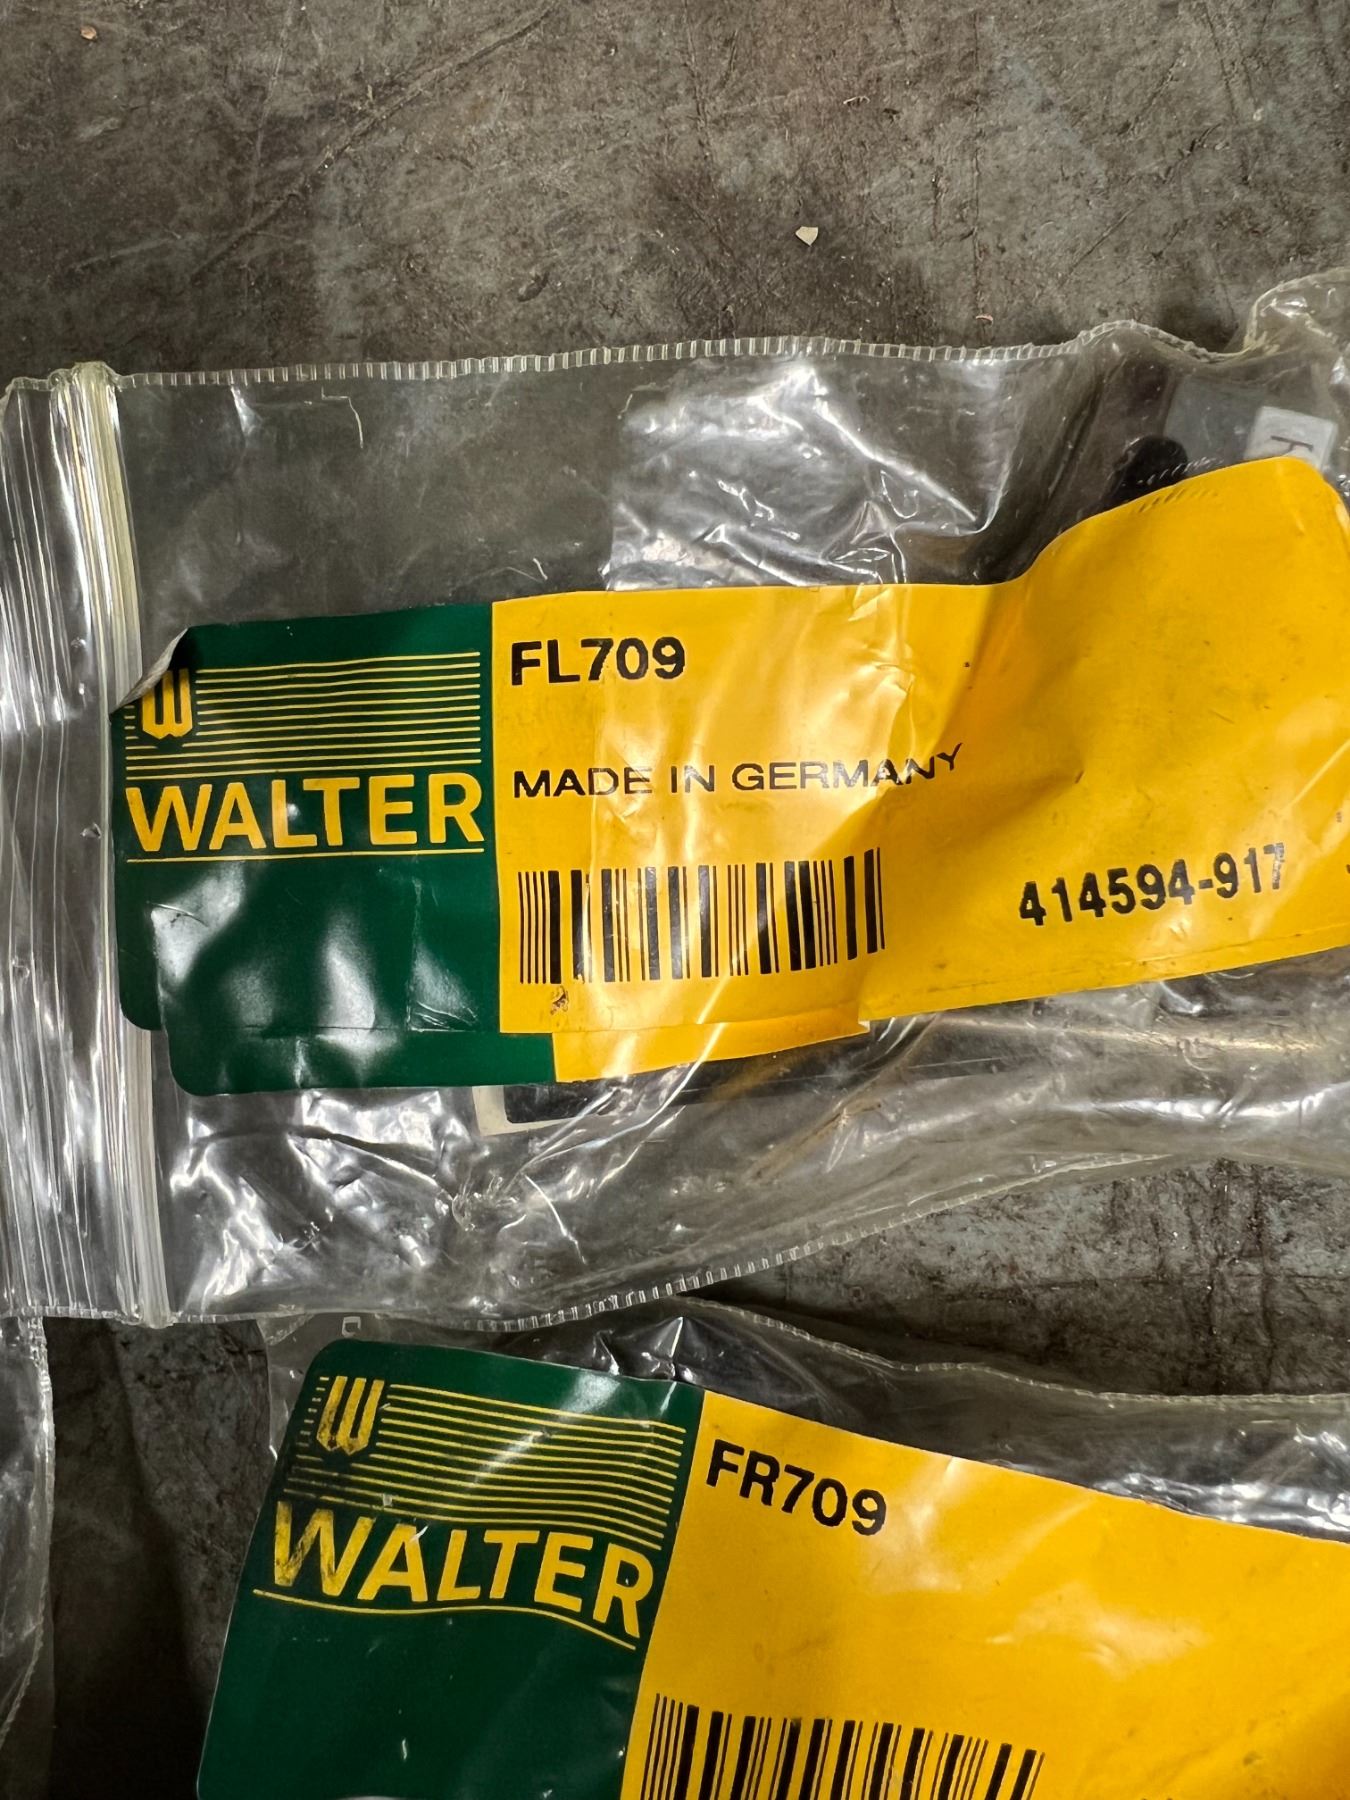 W
WALTER
FL709
MADE IN GERMANY
414594-917
W
WALTER
FR709